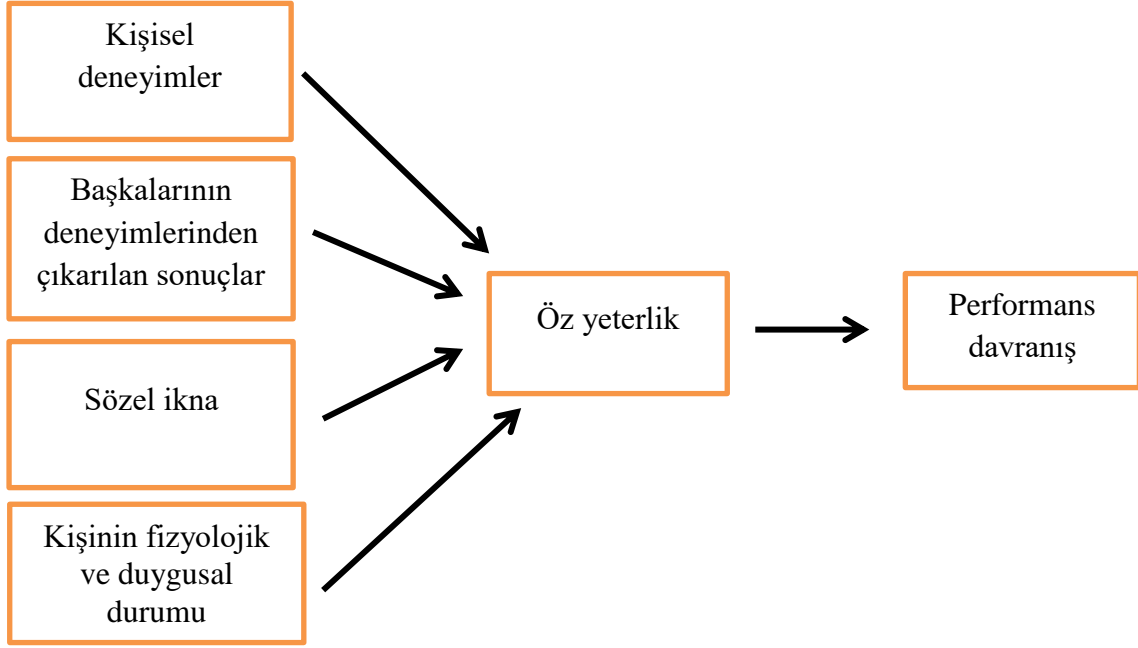 Kişisel
deneyimler
Başkalarının
deneyimlerinden
çıkarılan sonuçlar
Sözel ikna
Kişinin fizyolojik
ve duygusal
durumu
Öz yeterlik
Performans
davranış